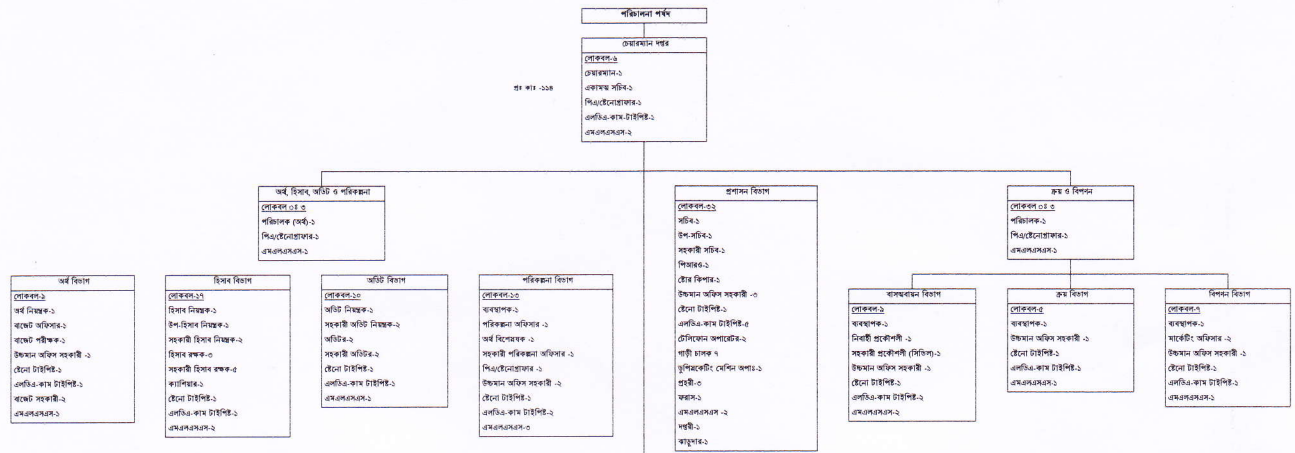 পরিচালনা পর্ষদ
চেয়ারম্যান দপ্তর
লোকবল-৬
চেয়ারম্যান-১
একান্ত সচিব-১
পিএ/ষ্টেনোগ্রাফার-১
এলডিএ-কাম-টাইপিষ্ট-১
এমএলএসএস-২
প্রঃ কাঃ -১১৪
অর্থ, হিসাব, অডিট ও পরিকল্পনা
লোকবল ০ঃ ৩
পরিচালক (অর্থ)-১
পিএ/ষ্টেনোগ্রাফার-১
এমএলএসএস-১
প্রশাসন বিভাগ
লোকবল-৩২
সচিব-১
উপ-সচিব-১
সহকারী সচিব-১
পিআরও-১
ষ্টোর কিপার-১
উচ্চমান অফিস সহকারী -৩
ষ্টেনো টাইপিষ্ট-১
এলডিএ-কাম টাইপিষ্ট-৫
টেলিফোন অপারেটর-২
গাড়ী চালক ৭
ডুপ্লিকেটিং মেশিন অপাঃ-১
প্রহরী-৩
ফরাস-১
এমএলএসএস -২
দপ্তরী-১
ঝাড়ুদার-১
ক্রয় ও বিপণন
লোকবল ০ঃ ৩
পরিচালক-১
পিএ/ষ্টেনোগ্রাফার-১
এমএলএসএস-১
অর্থ বিভাগ
লোকবল-৯
অর্থ নিয়ন্ত্রক-১
বাজেট অফিসার-১
বাজেট পরীক্ষক-১
উচ্চমান অফিস সহকারী -১
ষ্টেনো টাইপিষ্ট-১
এলডিএ-কাম টাইপিষ্ট-১
বাজেট সহকারী-২
এমএলএসএস-১
হিসাব বিভাগ
লোকবল-১৭
হিসাব নিয়ন্ত্রক-১
উপ-হিসাব নিয়ন্ত্রক-১
সহকারী হিসাব নিয়ন্ত্রক-২
হিসাব রক্ষক-৩
সহকারী হিসাব রক্ষক-৫
ক্যাশিয়ার-১
ষ্টেনো টাইপিষ্ট-১
এলডিএ-কাম টাইপিষ্ট-১
এমএলএসএস-২
অডিট বিভাগ
লোকবল-১০
অডিট নিয়ন্ত্রক-১
সহকারী অডিট নিয়ন্ত্রক-২
অডিটর-২
সহকারী অডিটর-২
ষ্টেনো টাইপিষ্ট-১
এলডিএ-কাম টাইপিষ্ট-১
এমএলএসএস-১
পরিকল্পনা বিভাগ
লোকবল-১৩
ব্যবস্থাপক-১
পরিকল্পনা অফিসার -১
অর্থ বিশেষজ্ঞ -১
সহকারী পরিকল্পনা অফিসার -১
পিএ/ষ্টেনোগ্রাফার -১
উচ্চমান অফিস সহকারী -২
ষ্টেনো টাইপিষ্ট-১
এলডিএ-কাম টাইপিষ্ট-২
এমএলএসএস-৩
লোকবল-৯
ব্যবস্থাপক-১
নির্বাহী প্রকৌশলী -১
সহকারী প্রকৌশলী (সিভিল)-১
উচ্চমান অফিস সহকারী -১
ষ্টেনো টাইপিষ্ট-১
এলডিএ-কাম টাইপিষ্ট-২
এমএলএসএস-২
ক্রয় বিভাগ
লোকবল-৫
ব্যবস্থাপক-১
উচ্চমান অফিস সহকারী -১
ষ্টেনো টাইপিষ্ট-১
এলডিএ-কাম টাইপিষ্ট-১
এমএলএসএস-১
বিপণন বিভাগ
লোকবল-৭
ব্যবস্থাপক-১
মার্কেটিং অফিসার -২
উচ্চমান অফিস সহকারী -১
ষ্টেনো টাইপিষ্ট-১
এলডিএ-কাম টাইপিষ্ট-১
এমএলএসএস-১